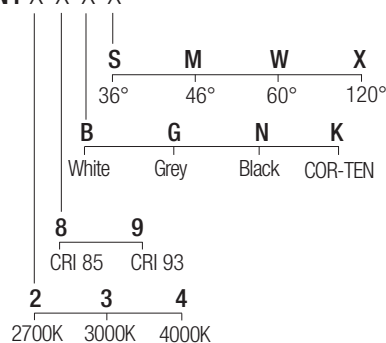 S M W X
36° 46° 60° 120°
B G N K
White Grey Black COR-TEN
8 9
CRI 85 CRI 93
2 3 4
2700K 3000K 4000K